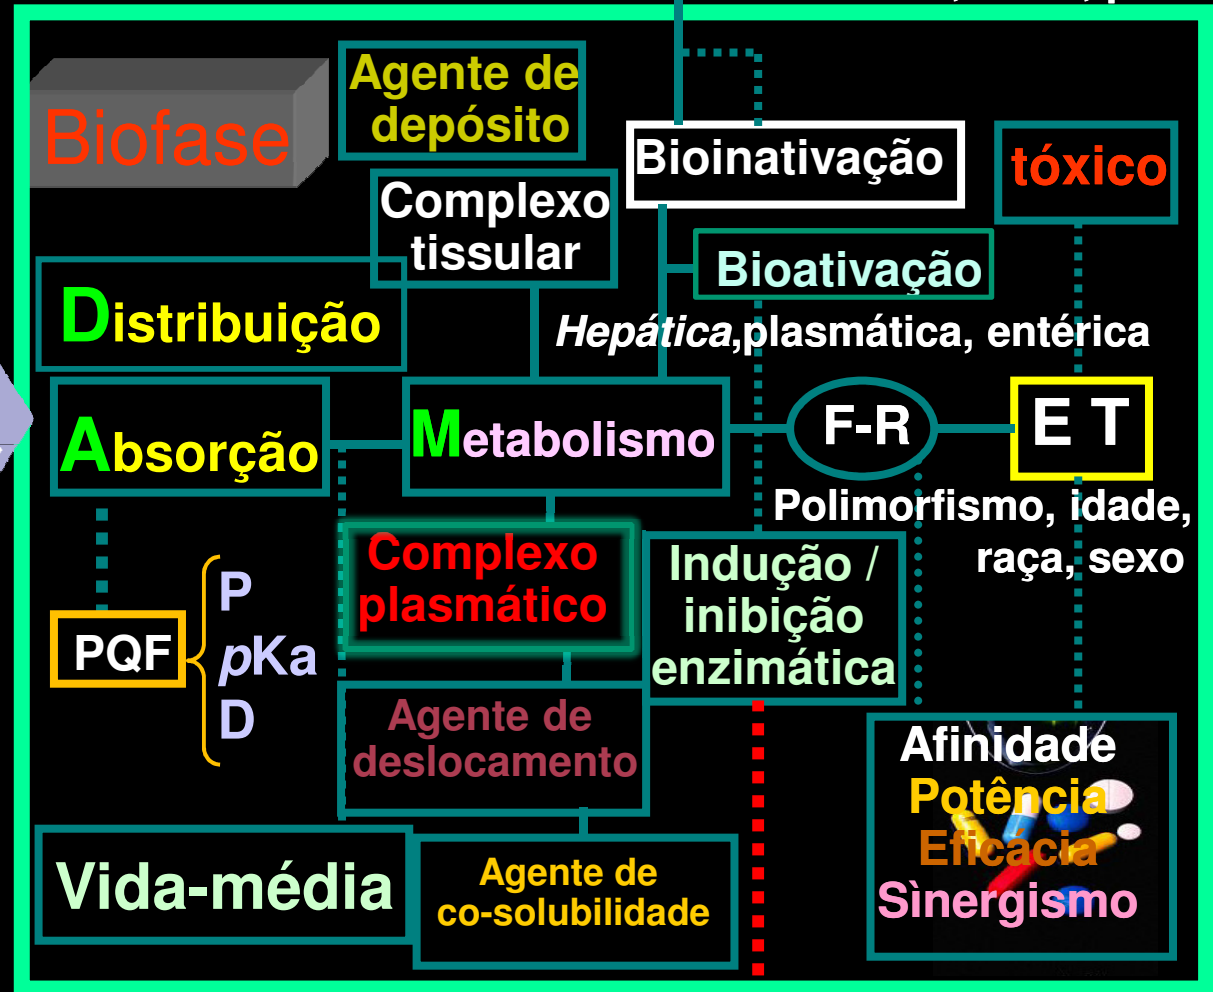 Biofase
Agente de
depósito
Bioinativação
tóxico
Complexo
tissular
Bioativação
Distribuição
Hepática,plasmática, entérica
Absorção
Metabolismo
F-R
E T
Polimorfismo, idade,
raça, sexo
Complexo
plasmático
Indução /
inibição
enzimática
PQF
P
pKa
D
Agente de
deslocamento
Afinidade
Potência
Eficácia
Sìnergismo
Vida-média
Agente de
co-solubilidade